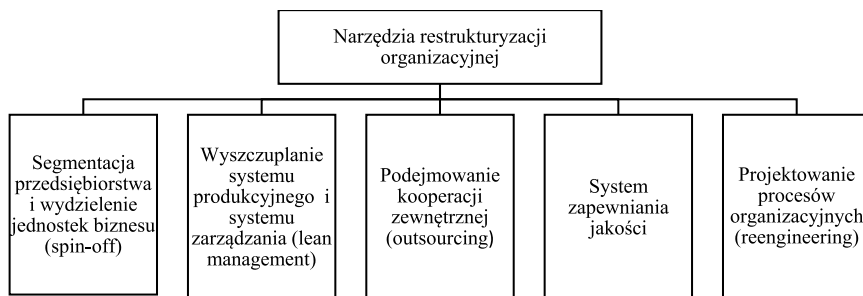 Narzędzia restrukturyzacji
organizacyjnej
Segmentacja
przedsiębiorstwa
i wydzielenie
jednostek biznesu
(spin-off)
Wyszczuplanie
systemu
produkcyjnego i
systemu
zarządzania (lean
management)
Podejmowanie
kooperacji
zewnętrznej
(outsourcing)
System
zapewniania
jakości
Projektowanie
procesów
organizacyjnych
(reengineering)